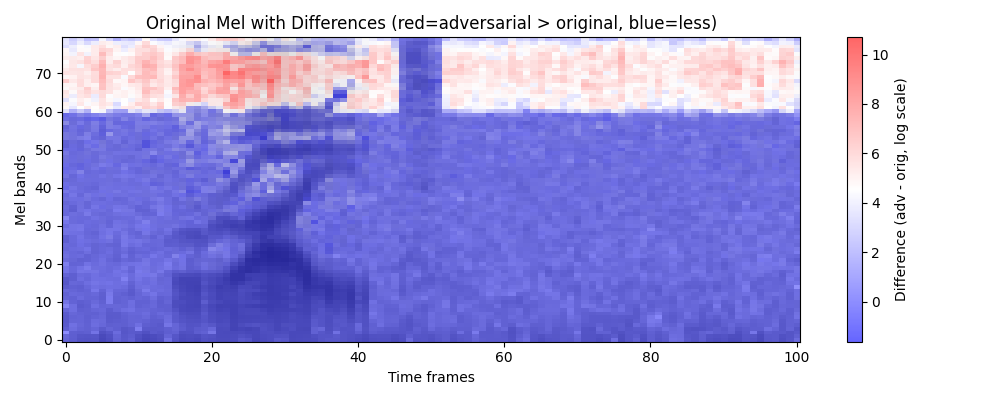 Original Mel with Differences (red=adversarial > original, blue=less)
Mel bands
70
60
50
40
30
20
10
0
0 20 40 60 80 100
Time frames
10
8
6
4
2
0
Difference (adv - orig, log scale)